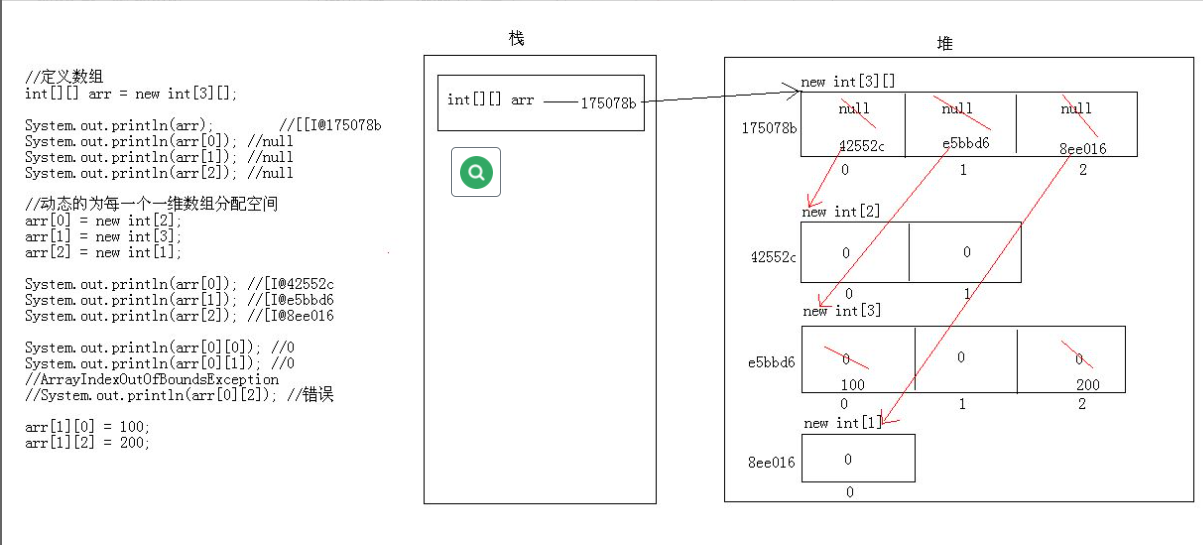 //定义数组
int[][] arr = new int[3][];
System.out.println(arr); //[[I@175078b
System.out.println(arr[0]); //null
System.out.println(arr[1]); //null
System.out.println(arr[2]); //null
//动态的为每一个一维数组分配空间
arr[0] = new int[2];
arr[1] = new int[3];
arr[2] = new int[1];
System.out.println(arr[0]); //[I@42552c
System.out.println(arr[1]); //[I@e5bbd6
System.out.println(arr[2]); //[I@8ee016
System.out.println(arr[0][0]); //0
System.out.println(arr[0][1]); //0
//ArrayIndexOutOfBoundsException
//System.out.println(arr[0][2]); //错误
arr[1][0] = 100;
arr[1][2] = 200;
栈
int[][] arr 175078b
堆
new int[3][]
null null null
175078b
42552c e5bbd6 8ee016
0 1 2
new int[2]
42552c 0 0
0 1
new int[3]
e5bbd6 0 0 0
100 200
0 1 2
new int[1]
8ee016 0
0